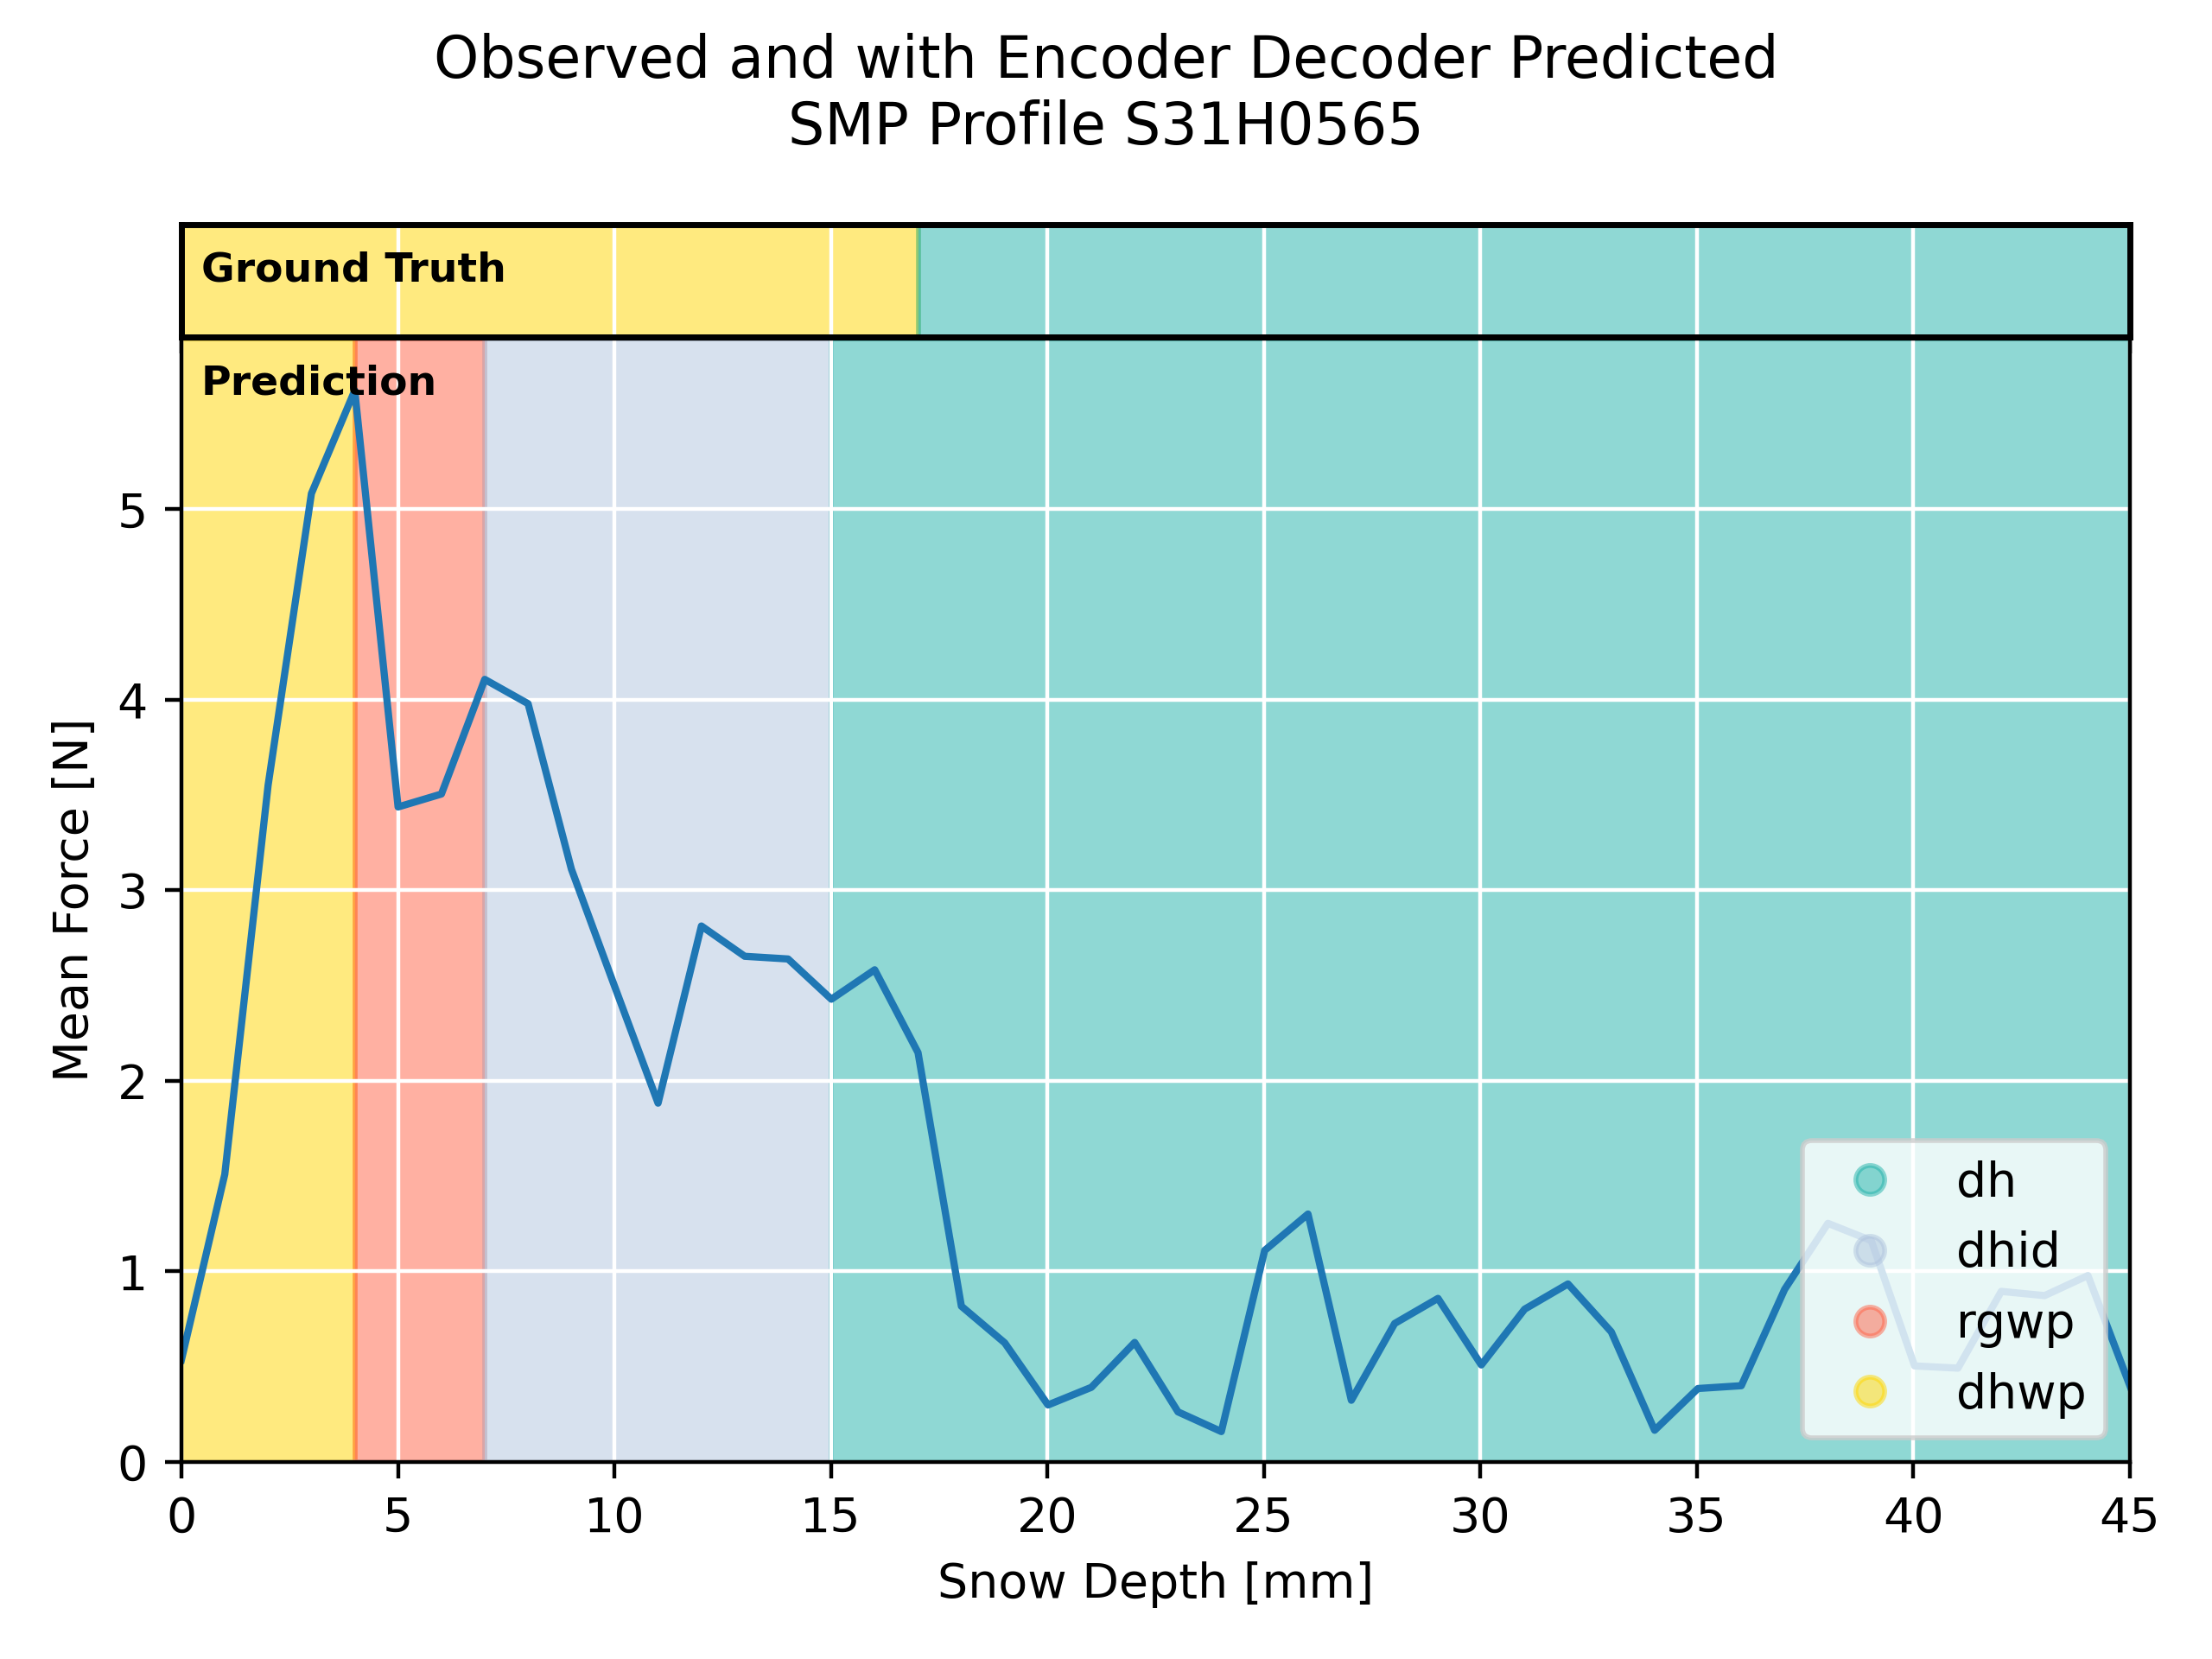 Observed and with Encoder Decoder Predicted
SMP Profile S31H0565
Ground Truth
Prediction
5
4
3
2
1
0
Mean Force [N]
dh
dhid
rgwp
dhwp
0 5 10 15 20 25 30 35 40 45
Snow Depth [mm]